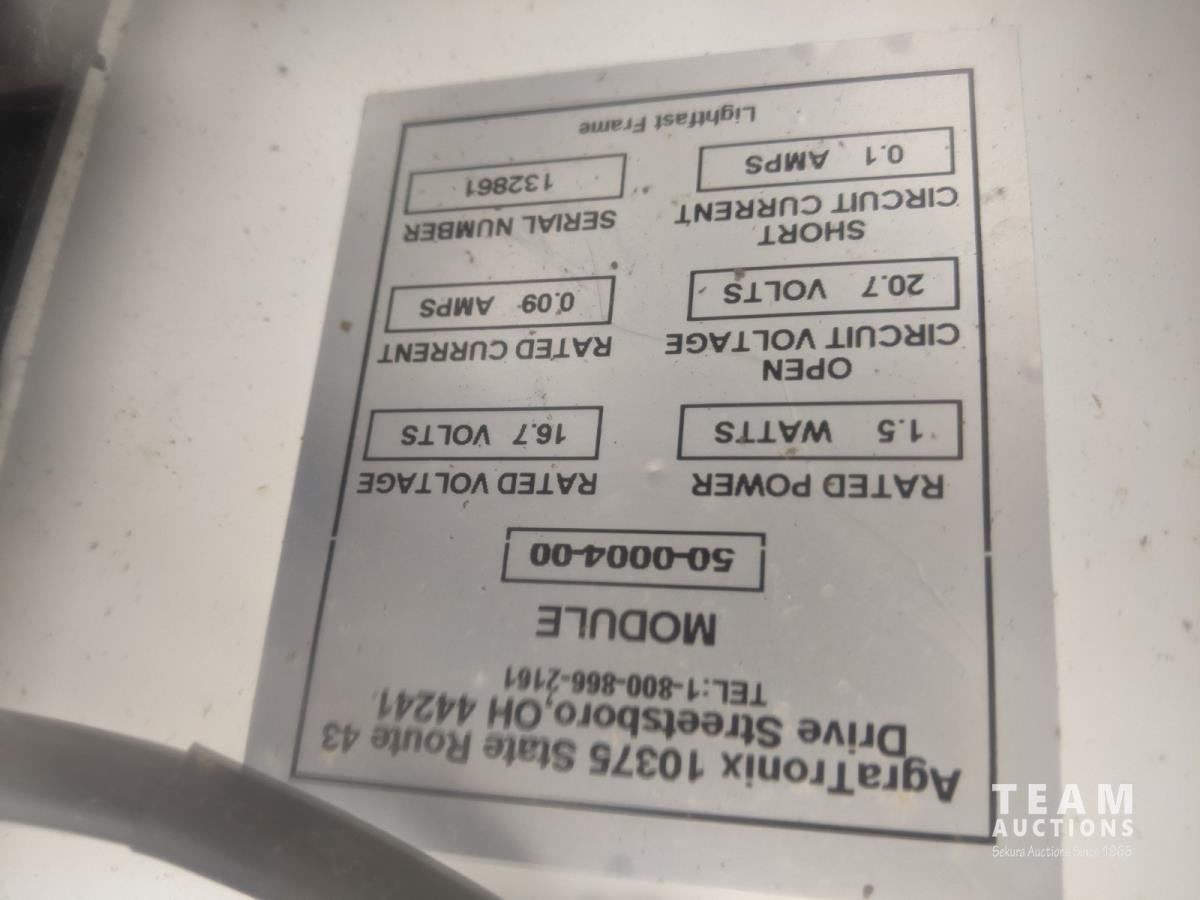 AgraTronix 10375 State Route 43
Drive Streetsboro,OH 44241.
TEL:1-800-866-2161
MODULE
50-0004-00
RATED POWER
1.5 WATTS
RATED VOLTAGE
16.7 VOLTS
OPEN
CIRCUIT VOLTAGE
20.7 VOLTS
RATED CURRENT
0.09 AMPS
SHORT
CIRCUIT CURRENT
0.1 AMPS
SERIAL NUMBER
132861
Lightfast Frame
TEAM
AUCTIONS
Sekura Auctions Since 1966